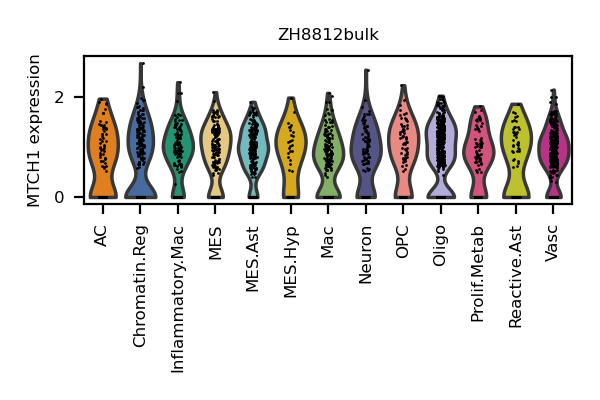 ZH8812bulk
MTCH1 expression
2
0
AC
Chromatin.Reg
Inflammatory.Mac
MES
MES.Ast
MES.Hyp
Mac
Neuron
OPC
Oligo
Prolif.Metab
Reactive.Ast
Vasc